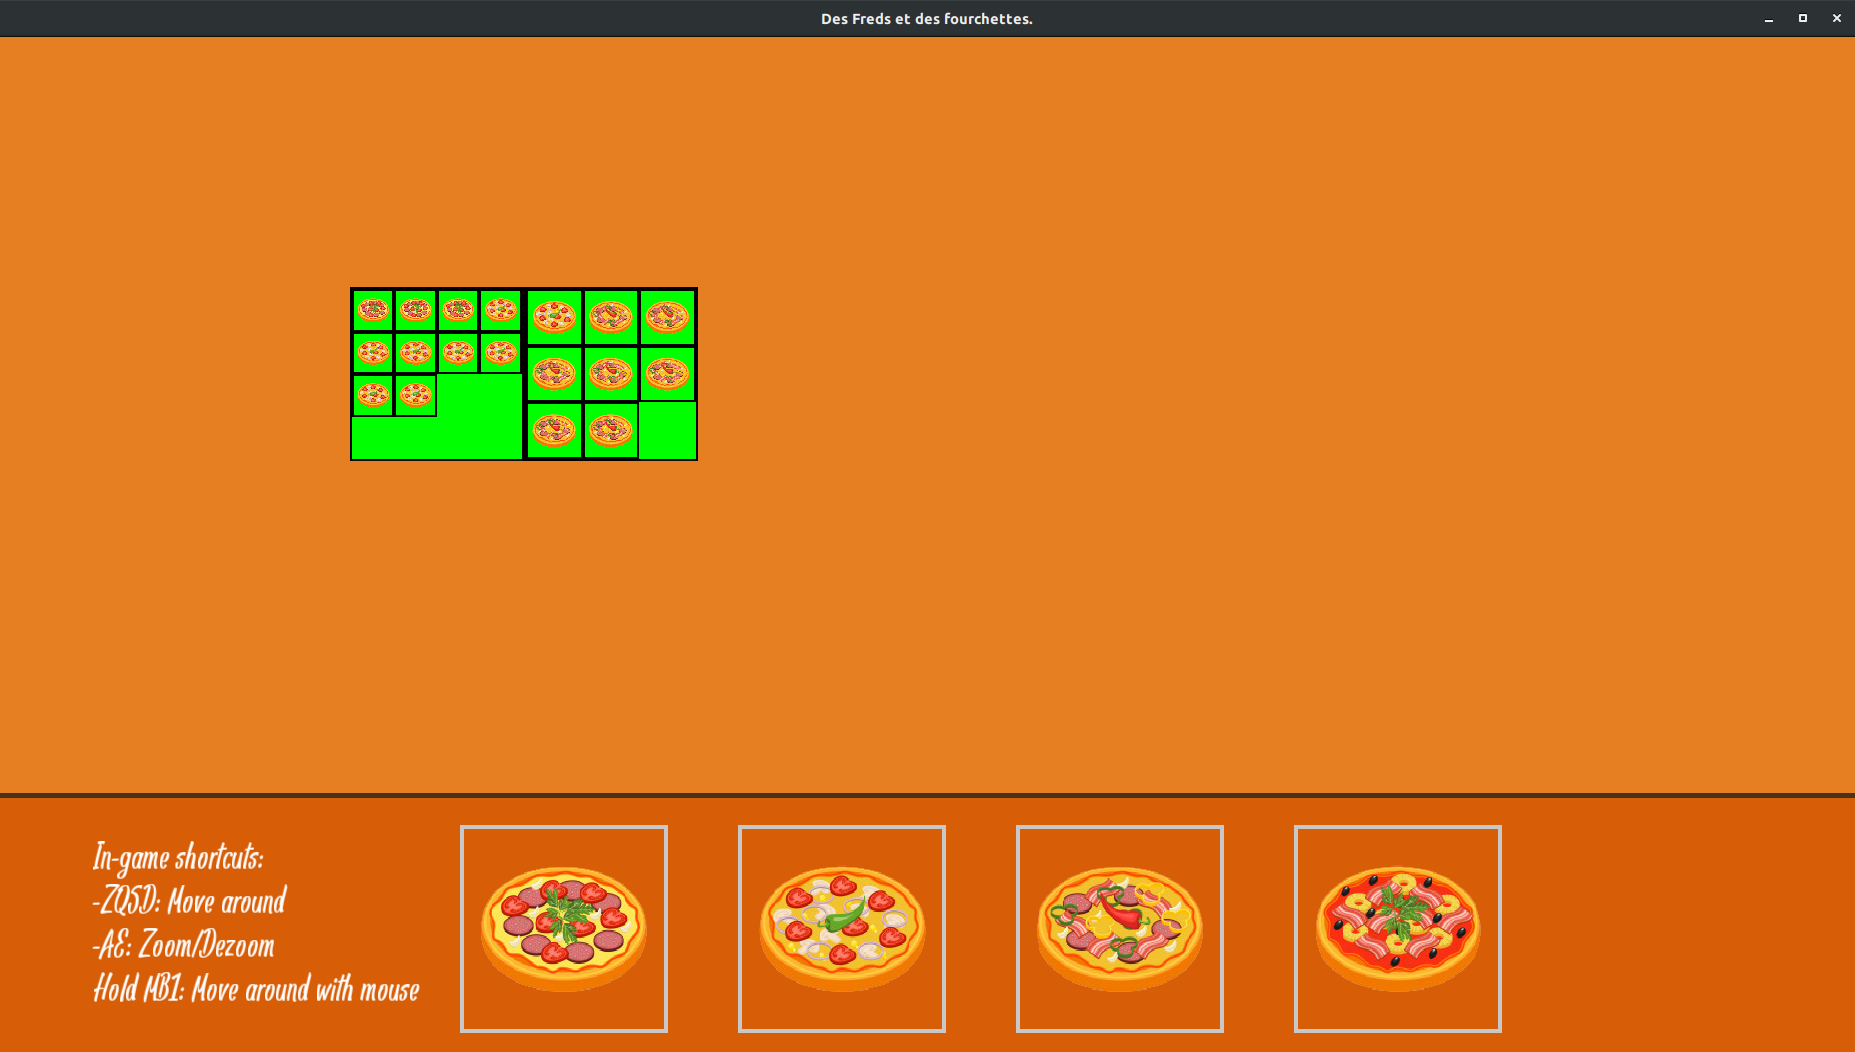 Des Freds et des fourchettes.
In-game shortcuts:
-ZQSD: Move around
-AE: Zoom/Dezoom
Hold MB1: Move around with mouse